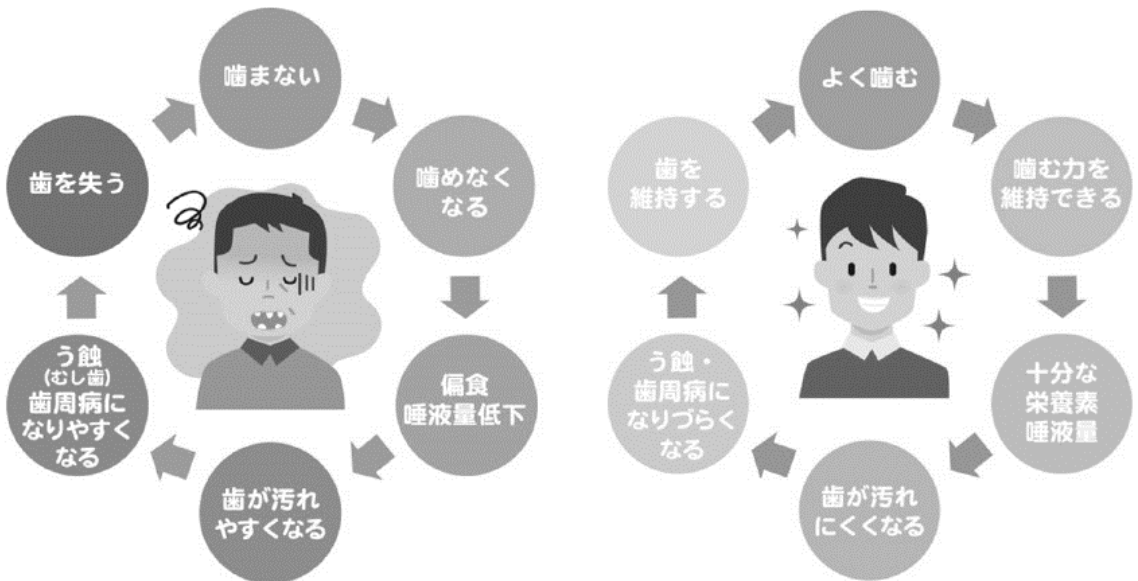 噛まない
噛めなく
なる
偏食
唾液量低下
歯が汚れ
やすくなる
う蝕
(むし歯)
歯周病に
なりやすく
なる
歯を失う
よく噛む
噛む力を
維持できる
十分な
栄養素
唾液量
歯が汚れ
にくくなる
う蝕・
歯周病に
なりづらく
なる
歯を
維持する